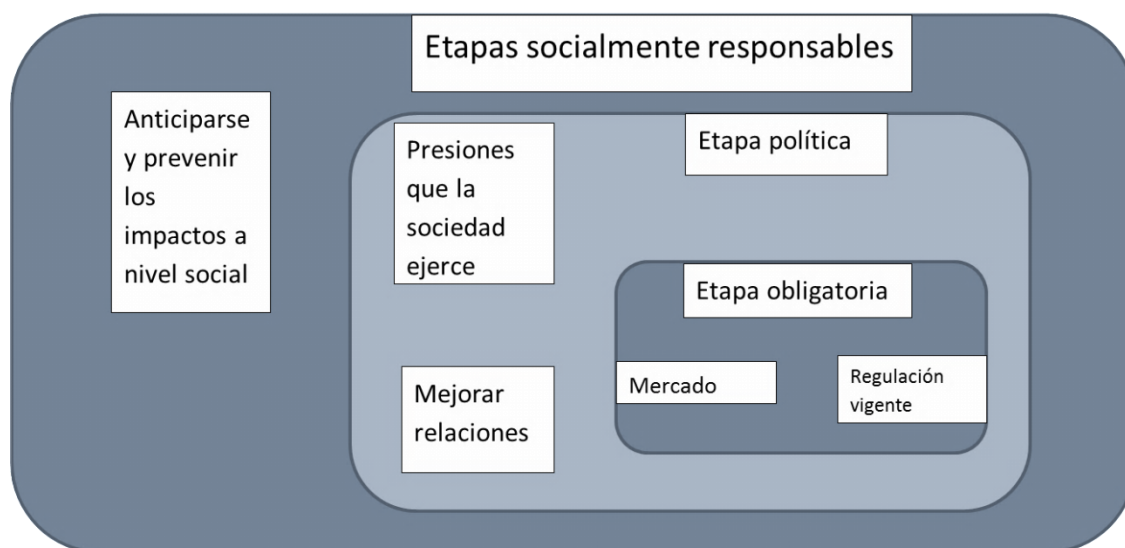 Etapas socialmente responsables
Anticiparse
y prevenir
los
impactos a
nivel social
Presiones
que la
sociedad
ejerce
Etapa política
Etapa obligatoria
Mercado
Regulación
vigente
Mejorar
relaciones